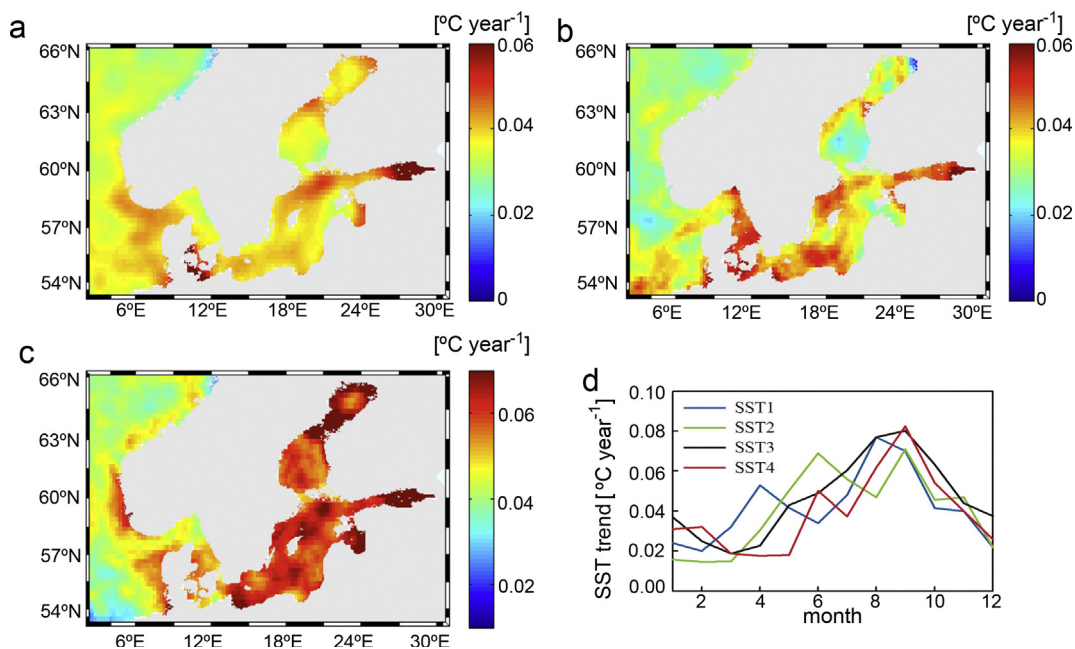 a
[ºC year-1]
66ºN
63ºN
60ºN
57ºN
54ºN
6ºE 12ºE 18ºE 24ºE 30ºE
0.06
0.04
0.02
0
b
[ºC year-1]
66ºN
63ºN
60ºN
57ºN
54ºN
6ºE 12ºE 18ºE 24ºE 30ºE
0.06
0.04
0.02
0
c
[ºC year-1]
66ºN
63ºN
60ºN
57ºN
54ºN
6ºE 12ºE 18ºE 24ºE 30ºE
0.06
0.04
0.02
d
SST trend [ºC year-1]
0.10
0.08
0.06
0.04
0.02
0.00
SST1
SST2
SST3
SST4
2 4 6 8 10 12
month